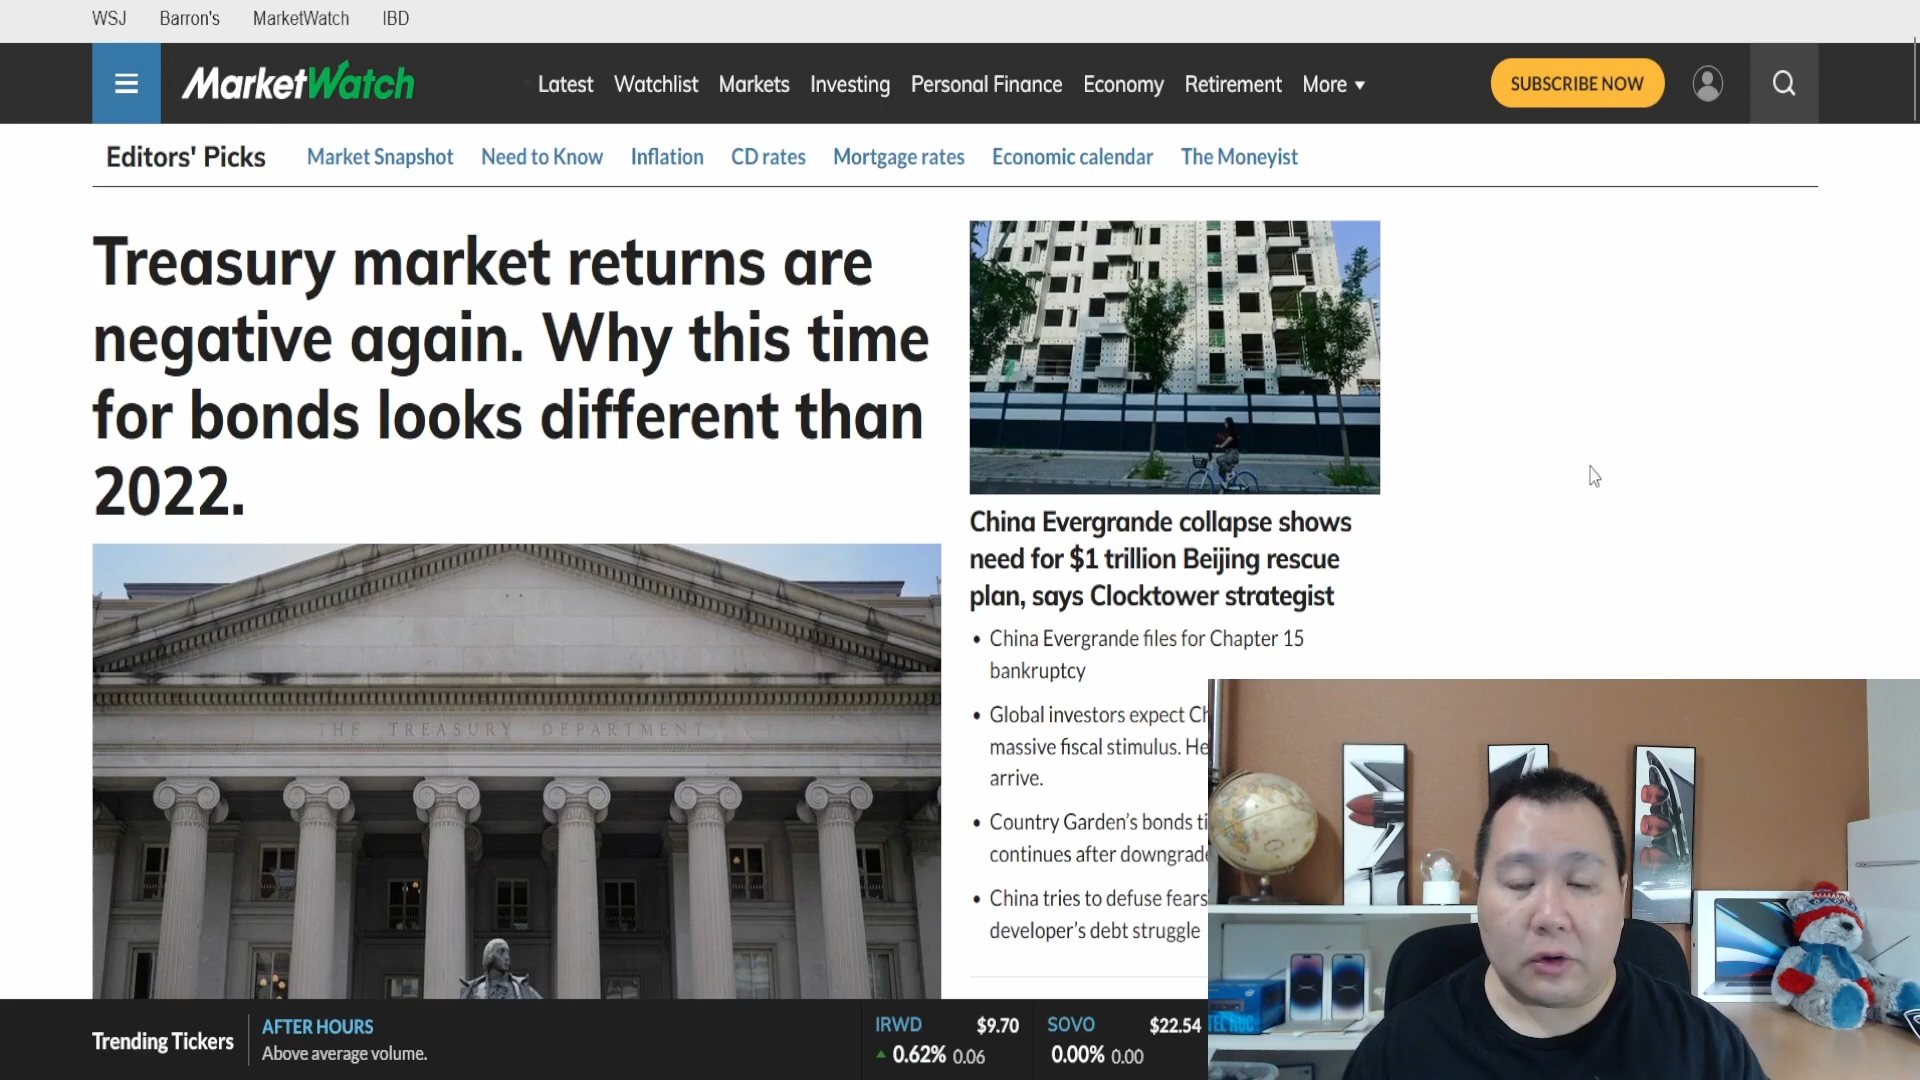 WSJ Barron's MarketWatch IBD
MarketWatch Latest Watchlist Markets Investing Personal Finance Economy Retirement More SUBSCRIBE NOW
Editors' Picks Market Snapshot Need to Know Inflation CD rates Mortgage rates Economic calendar The Moneyist
Treasury market returns are
negative again. Why this time
for bonds looks different than
2022.
THE TREASURY DEPARTMENT
China Evergrande collapse shows
need for $1 trillion Beijing rescue
plan, says Clocktower strategist
• China Evergrande files for Chapter 15
bankruptcy
• Global investors expect
massive fiscal stimulus.
arrive.
• Country Garden’s bonds
continues after
• China tries to defuse fears
developer’s debt struggle
Trending Tickers
AFTER HOURS
Above average volume.
IRWD $9.70
0.62% 0.06
SOVO $22.54
0.00% 0.00